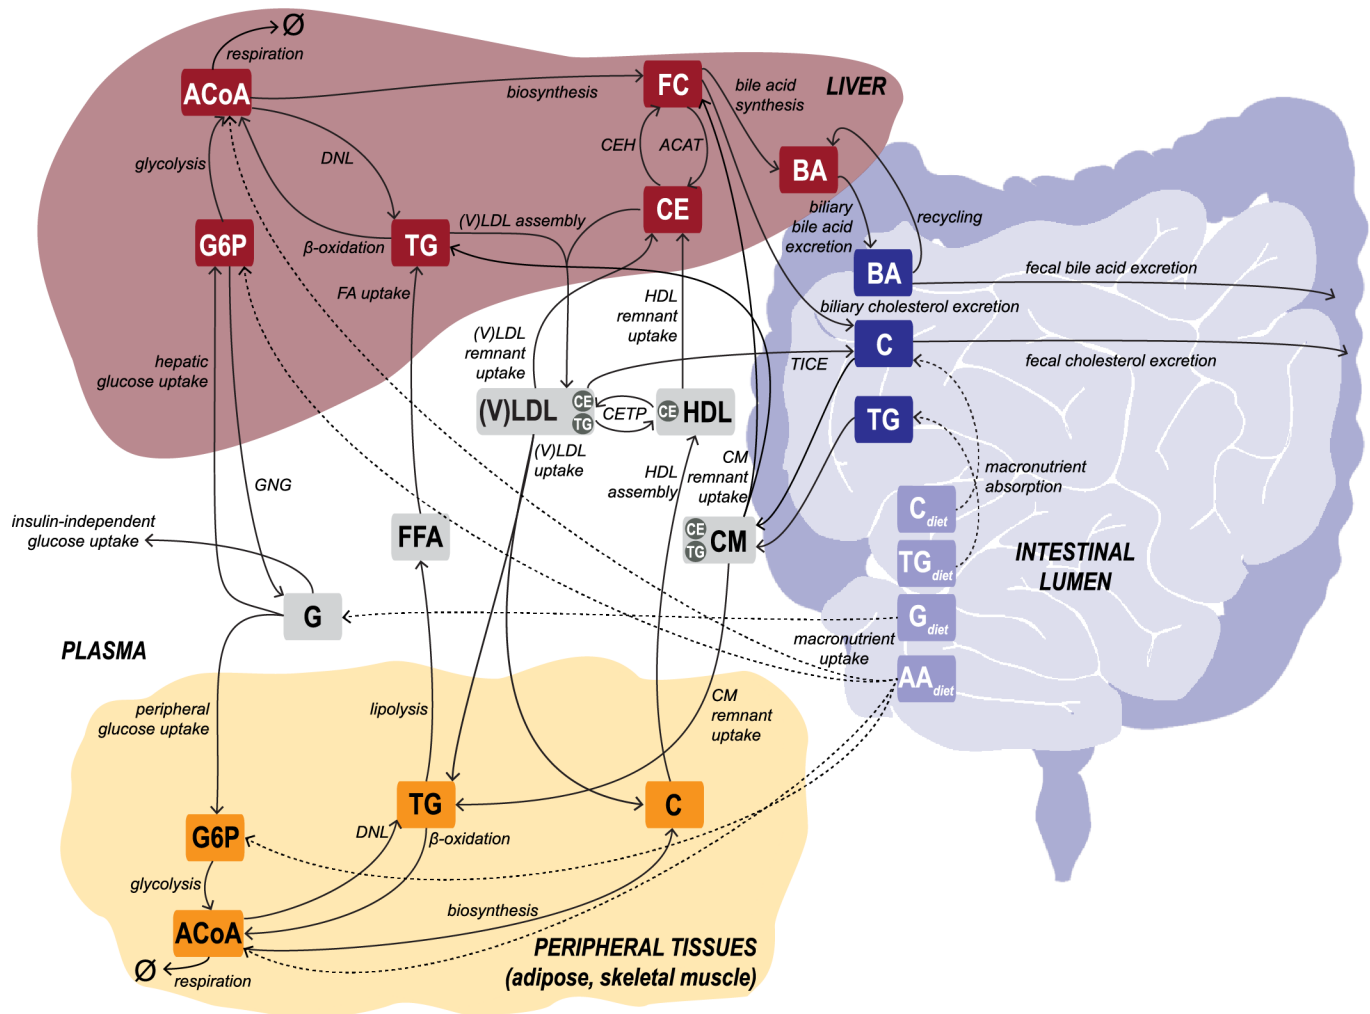 Ø
respiration
ACoA
biosynthesis
FC
bile acid
synthesis
LIVER
glycolysis
DNL
CEH
ACAT
BA
G6P
β-oxidation
TG
(V)LDL assembly
CE
biliary
bile acid
excretion
recycling
BA
fecal bile acid excretion
FA uptake
HDL
remnant
uptake
biliary cholesterol excretion
(V)LDL
remnant
uptake
hepatic
glucose uptake
TICE
C
fecal cholesterol excretion
(V)LDL
CE
TG
CETP
CE
HDL
TG
(V)LDL
uptake
HDL
assembly
CM
remnant
uptake
macronutrient
absorption
GNG
insulin-independent
glucose uptake
FFA
CE
TG
CM
C diet
TG diet
INTESTINAL
LUMEN
G
G diet
PLASMA
macronutrient
uptake
AA diet
peripheral
glucose uptake
lipolysis
CM
remnant
uptake
TG
C
G6P
DNL
β-oxidation
glycolysis
ACoA
biosynthesis
Ø
respiration
PERIPHERAL TISSUES
(adipose, skeletal muscle)